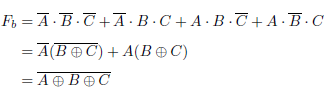 F_b = \overline{A} · \overline{B} · \overline{C} + \overline{A} · B · C + A · B · \overline{C} + A · \overline{B} · C
= \overline{A}(\overline{B ⊕ C}) + A(B ⊕ C)
= \overline{A ⊕ B ⊕ C}